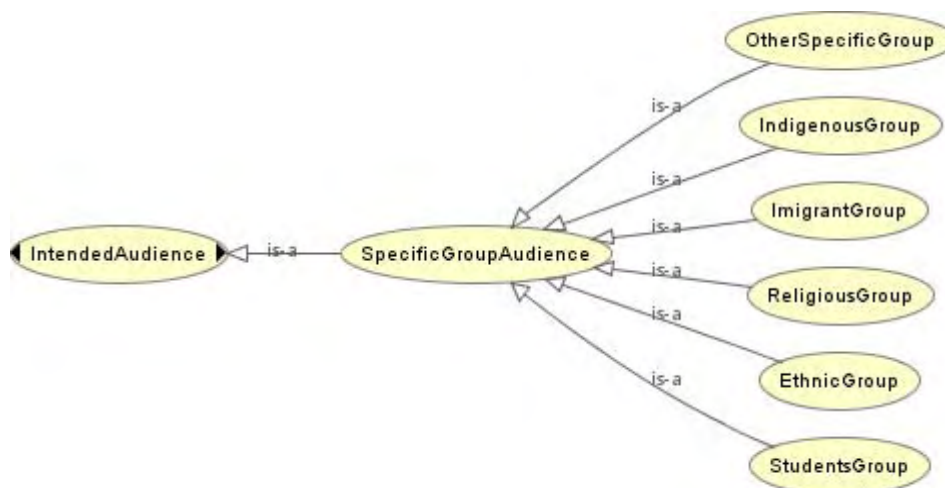 OtherSpecificGroup
is-a
IndigenousGroup
is-a
ImigrantGroup
is-a
IntendedAudience
is-a
SpecificGroupAudience
is-a
ReligiousGroup
is-a
EthnicGroup
is-a
StudentsGroup